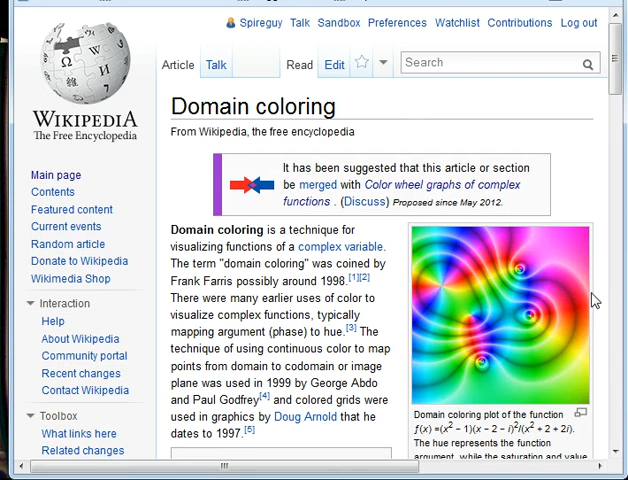 Spireguy Talk Sandbox Preferences Watchlist Contributions Log out
Article Talk Read Edit Search
WIKIPEDIA
The Free Encyclopedia
Domain coloring
From Wikipedia, the free encyclopedia
It has been suggested that this article or section
be merged with Color wheel graphs of complex
functions . (Discuss) Proposed since May 2012.
Main page
Contents
Featured content
Current events
Random article
Donate to Wikipedia
Wikimedia Shop
Interaction
Help
About Wikipedia
Community portal
Recent changes
Contact Wikipedia
Toolbox
What links here
Related changes
Domain coloring is a technique for
visualizing functions of a complex variable.
The term "domain coloring" was coined by
Frank Farris possibly around 1998.[1][2]
There were many earlier uses of color to
visualize complex functions, typically
mapping argument (phase) to hue.[3] The
technique of using continuous color to map
points from domain to codomain or image
plane was used in 1999 by George Abdo
and Paul Godfrey[4] and colored grids were
used in graphics by Doug Arnold that he
dates to 1997.[5]
Domain coloring plot of the function
ƒ(x) =(x² − 1)(x − 2 − i)²/(x² + 2 + 2i).
The hue represents the function
argument, while the saturation and value